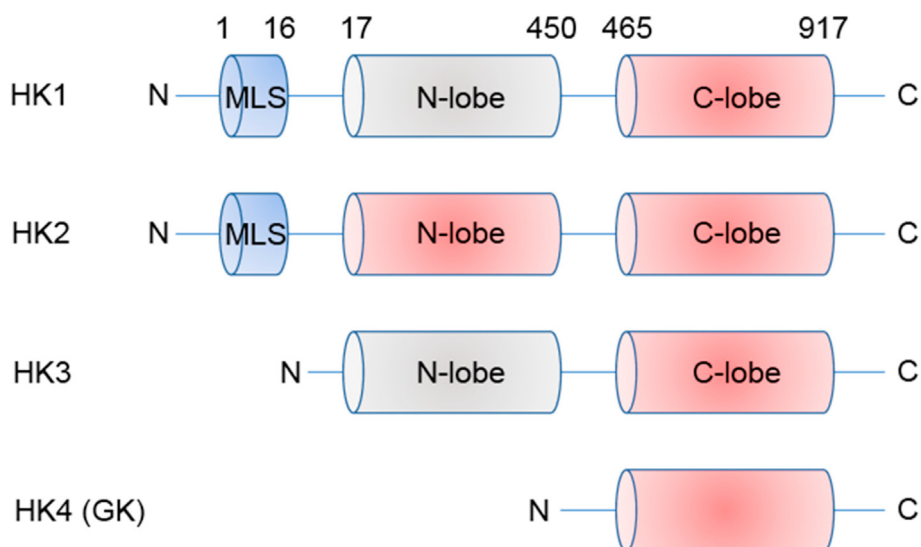 1 16 17 450 465 917
HK1 N MLS N-lobe C-lobe C
HK2 N MLS N-lobe C-lobe C
HK3 N N-lobe C-lobe C
HK4 (GK) N C